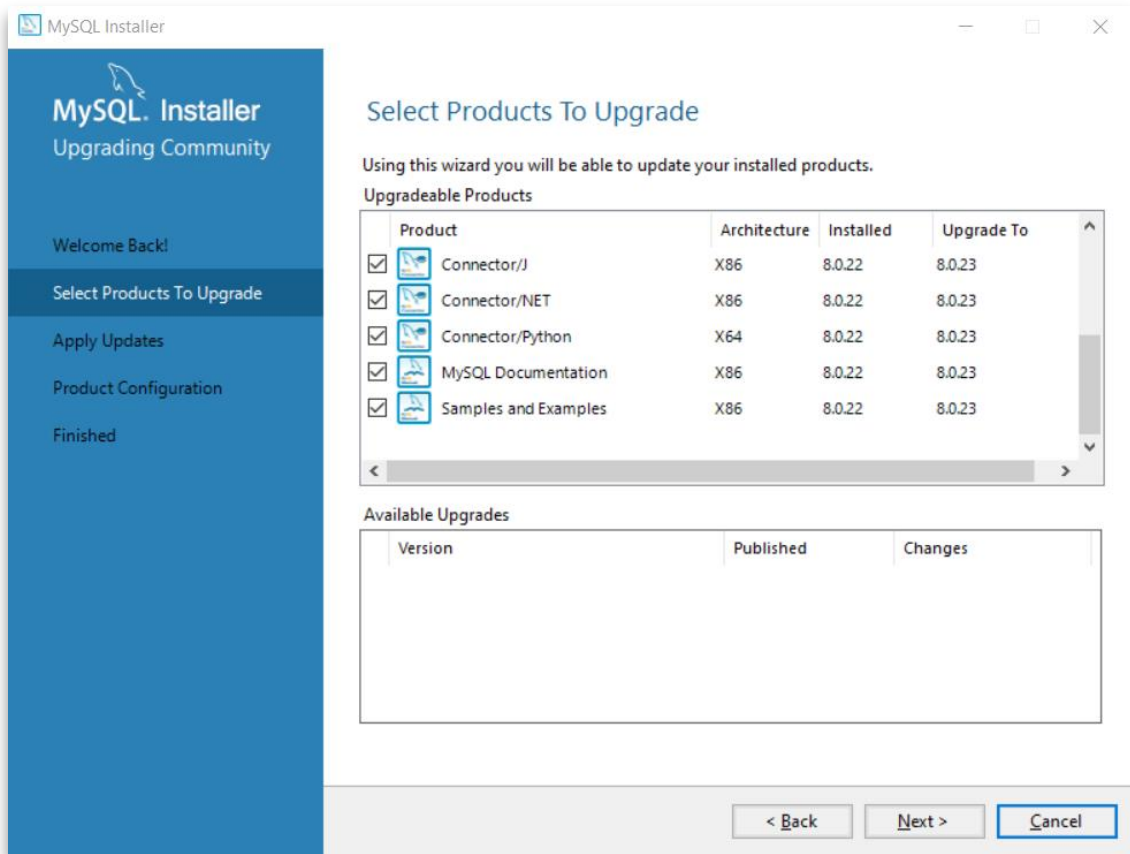 MySQL Installer
MySQL. Installer
Upgrading Community
Welcome Back!
Select Products To Upgrade
Apply Updates
Product Configuration
Finished
Select Products To Upgrade
Using this wizard you will be able to update your installed products.
Upgradeable Products
Product Architecture Installed Upgrade To
Connector/J X86 8.0.22 8.0.23
Connector/NET X86 8.0.22 8.0.23
Connector/Python X64 8.0.22 8.0.23
MySQL Documentation X86 8.0.22 8.0.23
Samples and Examples X86 8.0.22 8.0.23
Available Upgrades
Version Published Changes
< Back Next > Cancel